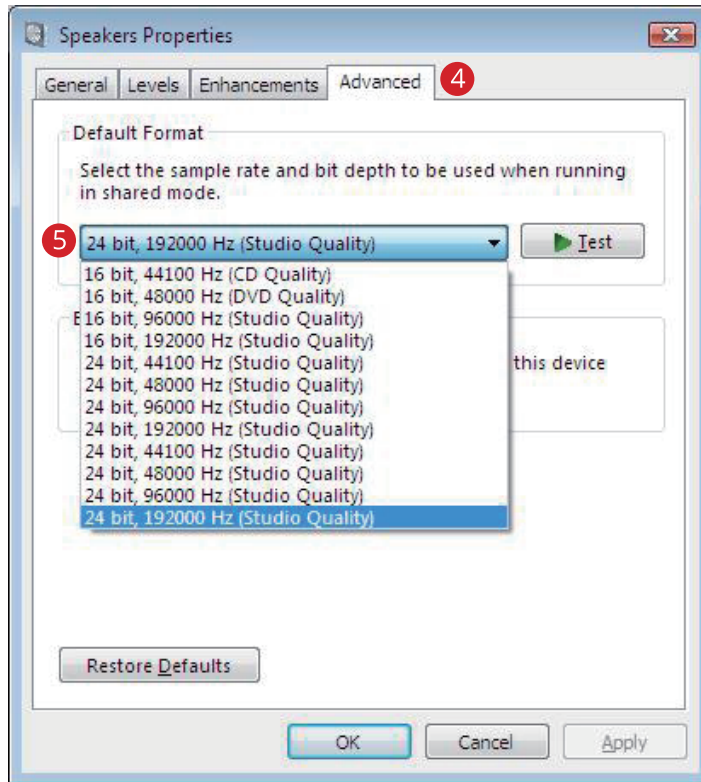 Speakers Properties
General Levels Enhancements Advanced 4
Default Format
Select the sample rate and bit depth to be used when running
in shared mode.
5 24 bit, 192000 Hz (Studio Quality) Test
16 bit, 44100 Hz (CD Quality)
16 bit, 48000 Hz (DVD Quality)
E 16 bit, 96000 Hz (Studio Quality)
16 bit, 192000 Hz (Studio Quality)
24 bit, 44100 Hz (Studio Quality) this device
24 bit, 48000 Hz (Studio Quality)
24 bit, 96000 Hz (Studio Quality)
24 bit, 192000 Hz (Studio Quality)
24 bit, 44100 Hz (Studio Quality)
24 bit, 48000 Hz (Studio Quality)
24 bit, 96000 Hz (Studio Quality)
24 bit, 192000 Hz (Studio Quality)
Restore Defaults
OK Cancel Apply